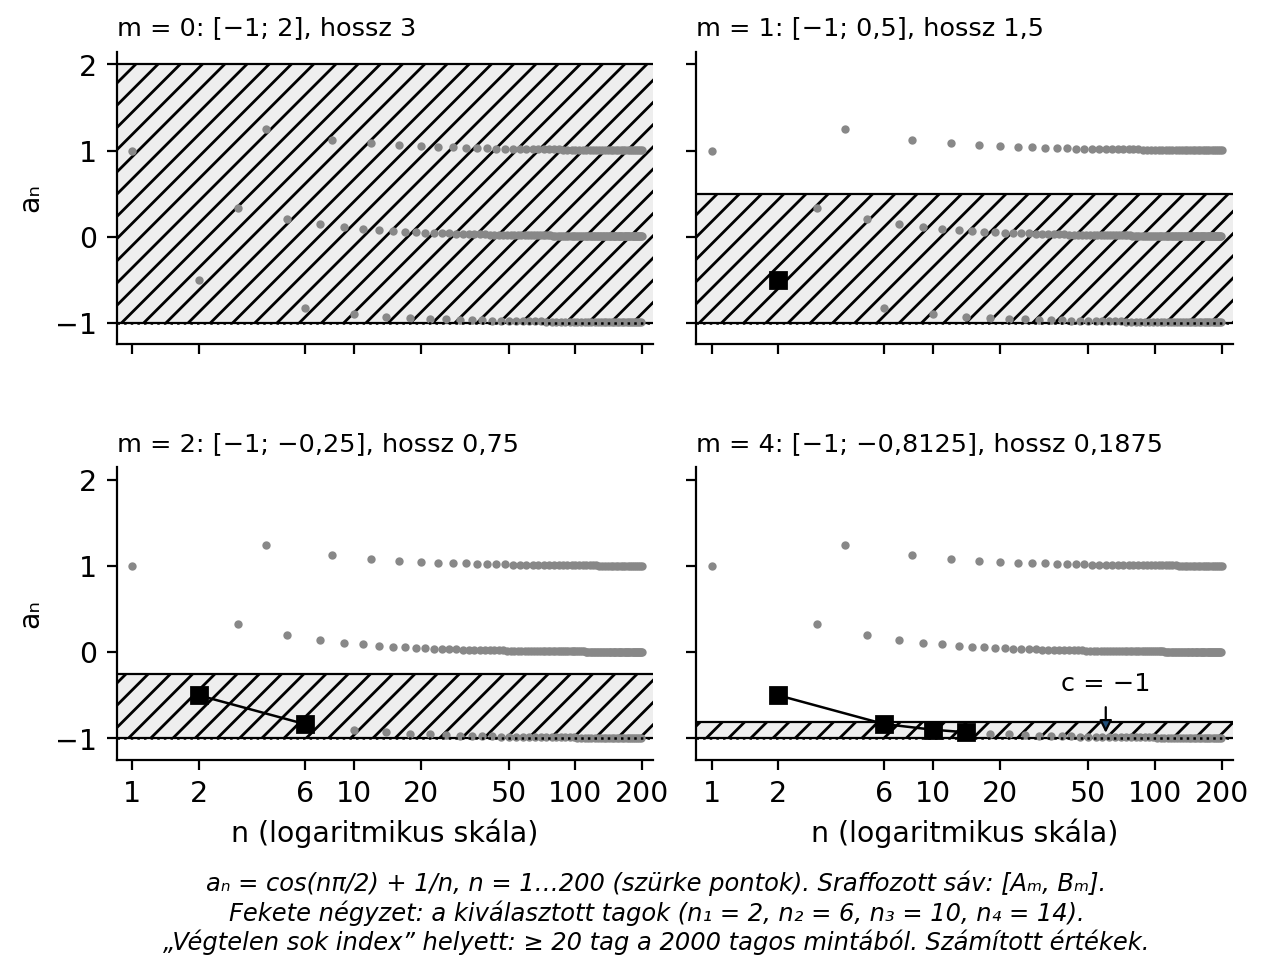 m = 0: [−1; 2], hossz 3
m = 1: [−1; 0,5], hossz 1,5
2
1
0
−1
aₙ
m = 2: [−1; −0,25], hossz 0,75
m = 4: [−1; −0,8125], hossz 0,1875
2
1
0
−1
aₙ
c = −1
1 2 6 10 20 50 100 200
1 2 6 10 20 50 100 200
n (logaritmikus skála)
n (logaritmikus skála)
aₙ = cos(nπ/2) + 1/n, n = 1…200 (szürke pontok). Sraffozott sáv: [Aₘ, Bₘ].
Fekete négyzet: a kiválasztott tagok (n₁ = 2, n₂ = 6, n₃ = 10, n₄ = 14).
„Végtelen sok index” helyett: ≥ 20 tag a 2000 tagos mintából. Számított értékek.